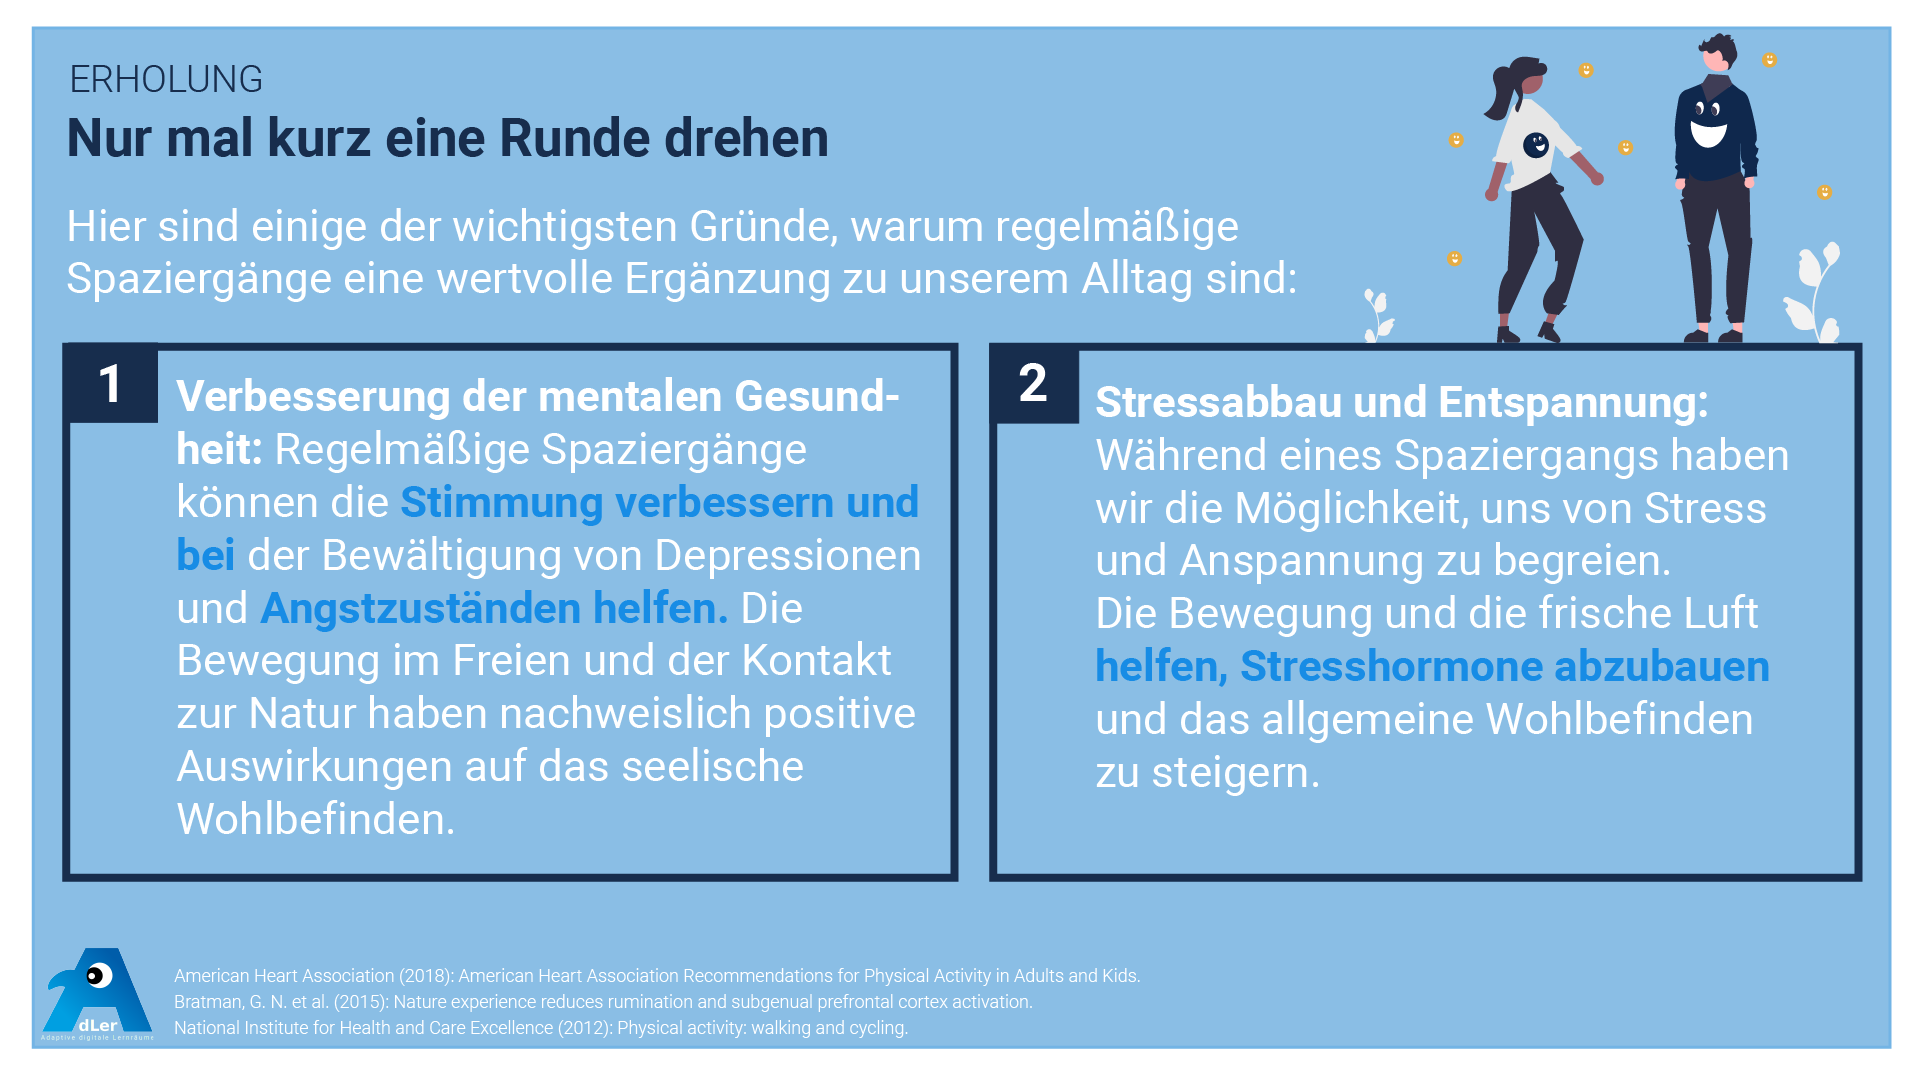 ERHOLUNG
Nur mal kurz eine Runde drehen
Hier sind einige der wichtigsten Gründe, warum regelmäßige
Spaziergänge eine wertvolle Ergänzung zu unserem Alltag sind:
1
Verbesserung der mentalen Gesund-
heit: Regelmäßige Spaziergänge
können die Stimmung verbessern und
bei der Bewältigung von Depressionen
und Angstzuständen helfen. Die
Bewegung im Freien und der Kontakt
zur Natur haben nachweislich positive
Auswirkungen auf das seelische
Wohlbefinden.
2
Stressabbau und Entspannung:
Während eines Spaziergangs haben
wir die Möglichkeit, uns von Stress
und Anspannung zu begreien.
Die Bewegung und die frische Luft
helfen, Stresshormone abzubauen
und das allgemeine Wohlbefinden
zu steigern.
dLer
Adaptive digitale Lernräume
American Heart Association (2018): American Heart Association Recommendations for Physical Activity in Adults and Kids.
Bratman, G. N. et al. (2015): Nature experience reduces rumination and subgenual prefrontal cortex activation.
National Institute for Health and Care Excellence (2012): Physical activity: walking and cycling.